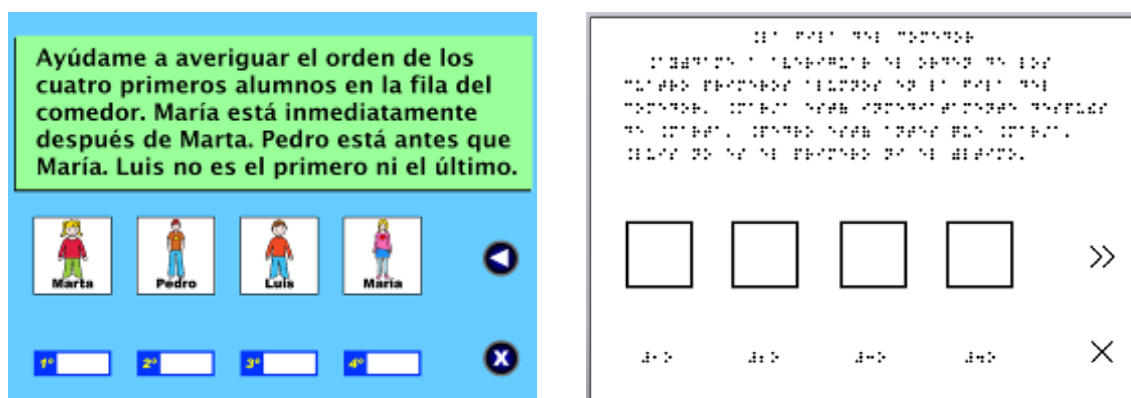 Ayúdame a averiguar el orden de los
cuatro primeros alumnos en la fila del
comedor. María está inmediatamente
después de Marta. Pedro está antes que
María. Luis no es el primero ni el último.
Marta Pedro Luis María
1º 2º 3º 4º X
⠨⠇⠁ ⠋⠊⠇⠁ ⠙⠑⠇ ⠉⠕⠍⠑⠙⠕⠗
⠨⠁⠽⠾⠙⠁⠍⠑ ⠁ ⠁⠧⠑⠗⠊⠛⠥⠁⠗ ⠑⠇ ⠕⠗⠙⠑⠝ ⠙⠑ ⠇⠕⠎
⠉⠥⠁⠞⠗⠕ ⠏⠗⠊⠍⠑⠗⠕⠎ ⠁⠇⠥⠍⠝⠕⠎ ⠑⠝ ⠇⠁ ⠋⠊⠇⠁ ⠙⠑⠇
⠉⠕⠍⠑⠙⠕⠗⠄ ⠨⠍⠁⠗⠌⠁ ⠑⠎⠞⠷ ⠊⠝⠍⠑⠙⠊⠁⠞⠁⠍⠑⠝⠞⠑ ⠙⠑⠎⠏⠥⠮⠎
⠙⠑ ⠨⠍⠁⠗⠞⠁⠄ ⠨⠏⠑⠙⠗⠕ ⠑⠎⠞⠷ ⠁⠝⠞⠑⠎ ⠟⠥⠑ ⠨⠍⠁⠗⠌⠁⠄
⠨⠇⠥⠊⠎ ⠝⠕ ⠑⠎ ⠑⠇ ⠏⠗⠊⠍⠑⠗⠕ ⠝⠊ ⠑⠇ ⠾⠇⠞⠊⠍⠕⠄
⠼⠂⠕ ⠼⠆⠕ ⠼⠒⠕ ⠼⠲⠕